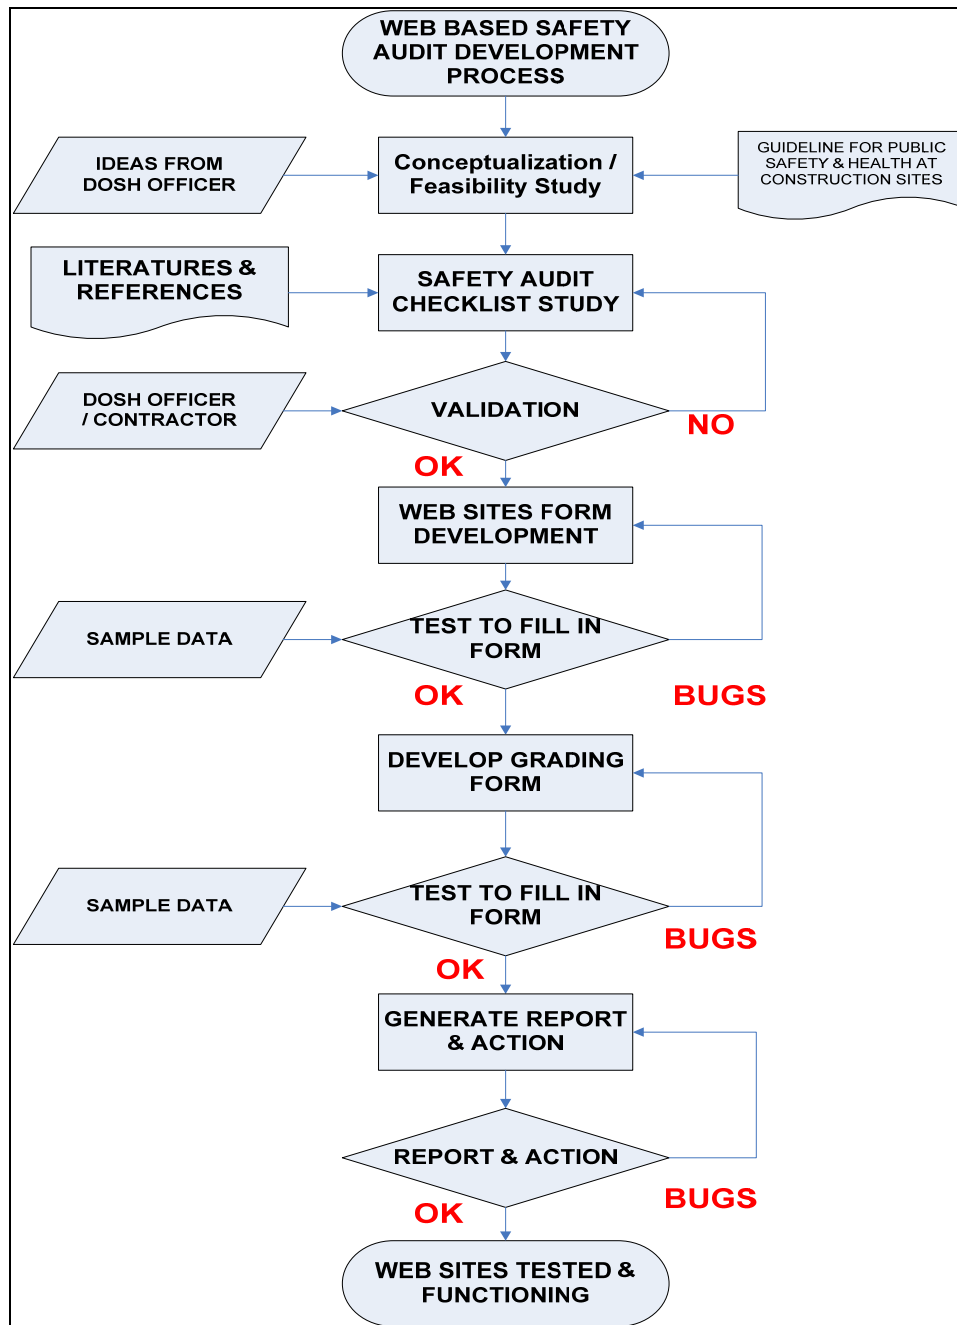 WEB BASED SAFETY
AUDIT DEVELOPMENT
PROCESS
IDEAS FROM
DOSH OFFICER
Conceptualization /
Feasibility Study
GUIDELINE FOR PUBLIC
SAFETY & HEALTH AT
CONSTRUCTION SITES
LITERATURES &
REFERENCES
SAFETY AUDIT
CHECKLIST STUDY
DOSH OFFICER
/ CONTRACTOR
VALIDATION
NO
OK
WEB SITES FORM
DEVELOPMENT
SAMPLE DATA
TEST TO FILL IN
FORM
OK
BUGS
DEVELOP GRADING
FORM
SAMPLE DATA
TEST TO FILL IN
FORM
BUGS
OK
GENERATE REPORT
& ACTION
REPORT & ACTION
BUGS
OK
WEB SITES TESTED &
FUNCTIONING